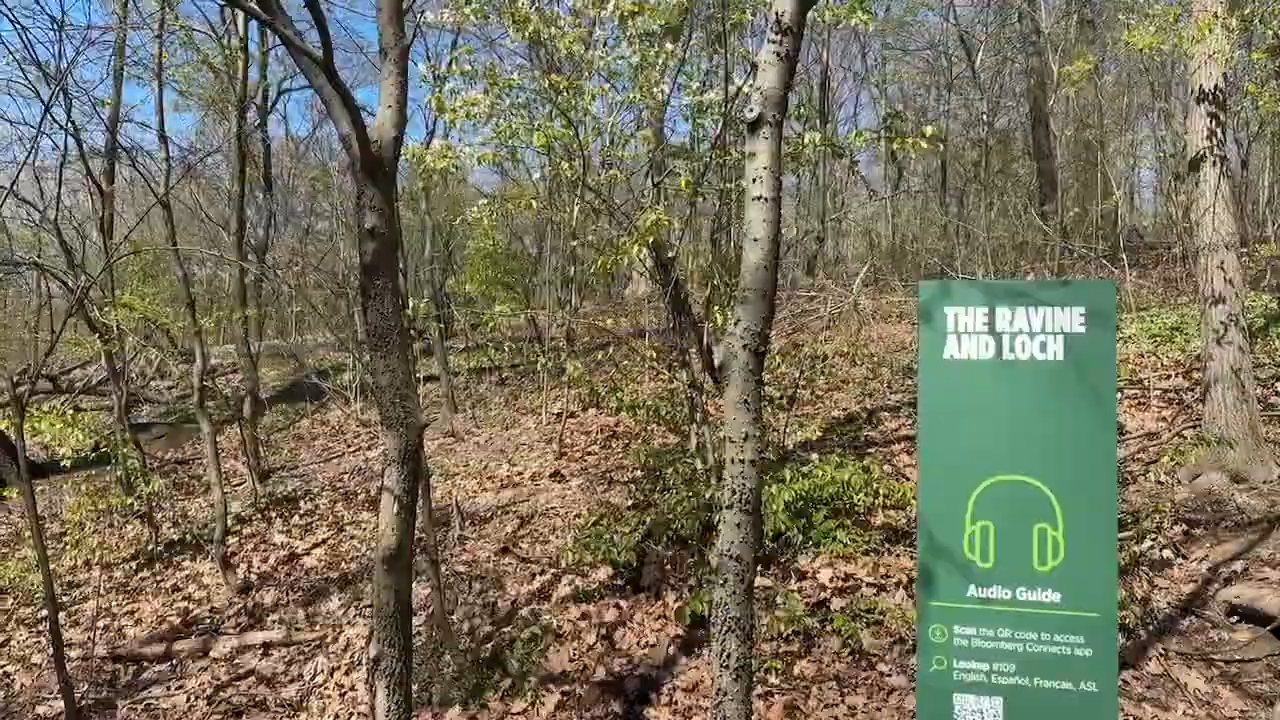 THE RAVINE
AND LOCH
Audio Guide
Scan the QR code to access
the Bloomberg Connects app
Lookup #109
English, Español, Français, ASL